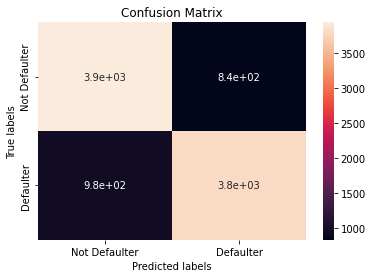 Confusion Matrix
True labels
Not Defaulter
3.9e+03
8.4e+02
Defaulter
9.8e+02
3.8e+03
Not Defaulter
Defaulter
Predicted labels
3500
3000
2500
2000
1500
1000